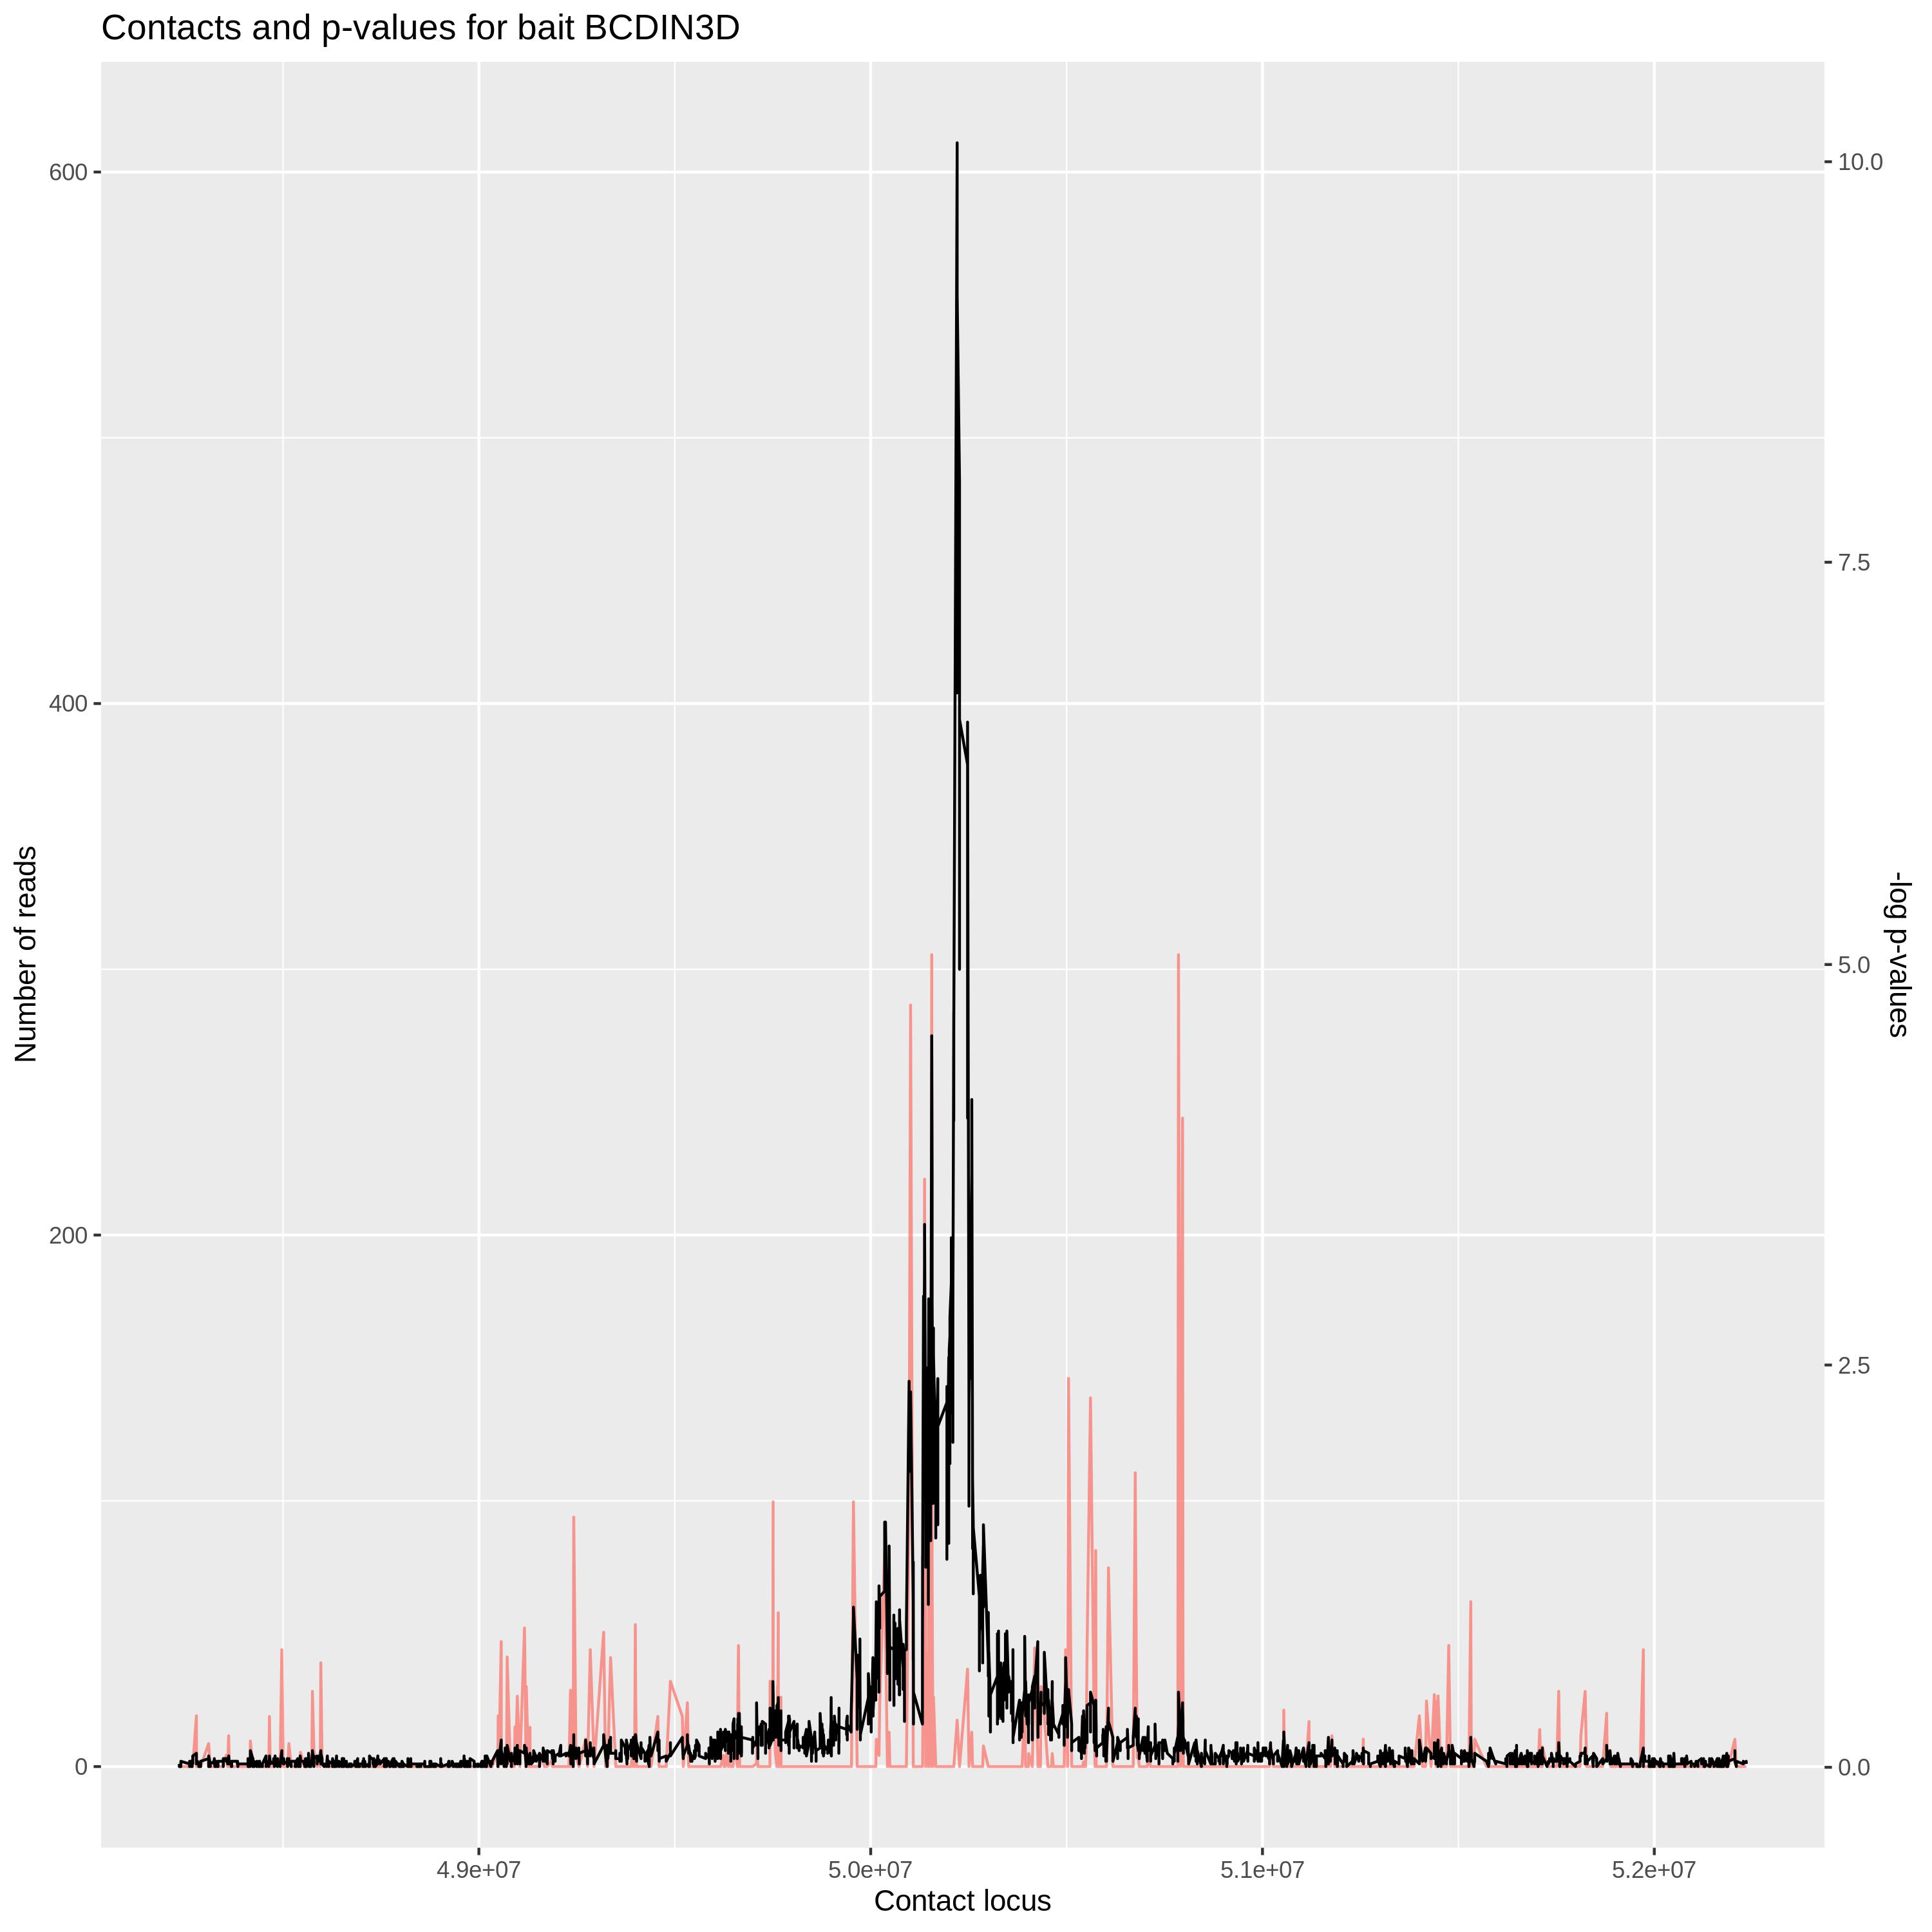 Contacts and p-values for bait BCDIN3D
600
400
200
0
Number of reads
10.0
7.5
5.0
2.5
0.0
-log p-values
4.9e+07
5.0e+07
5.1e+07
5.2e+07
Contact locus